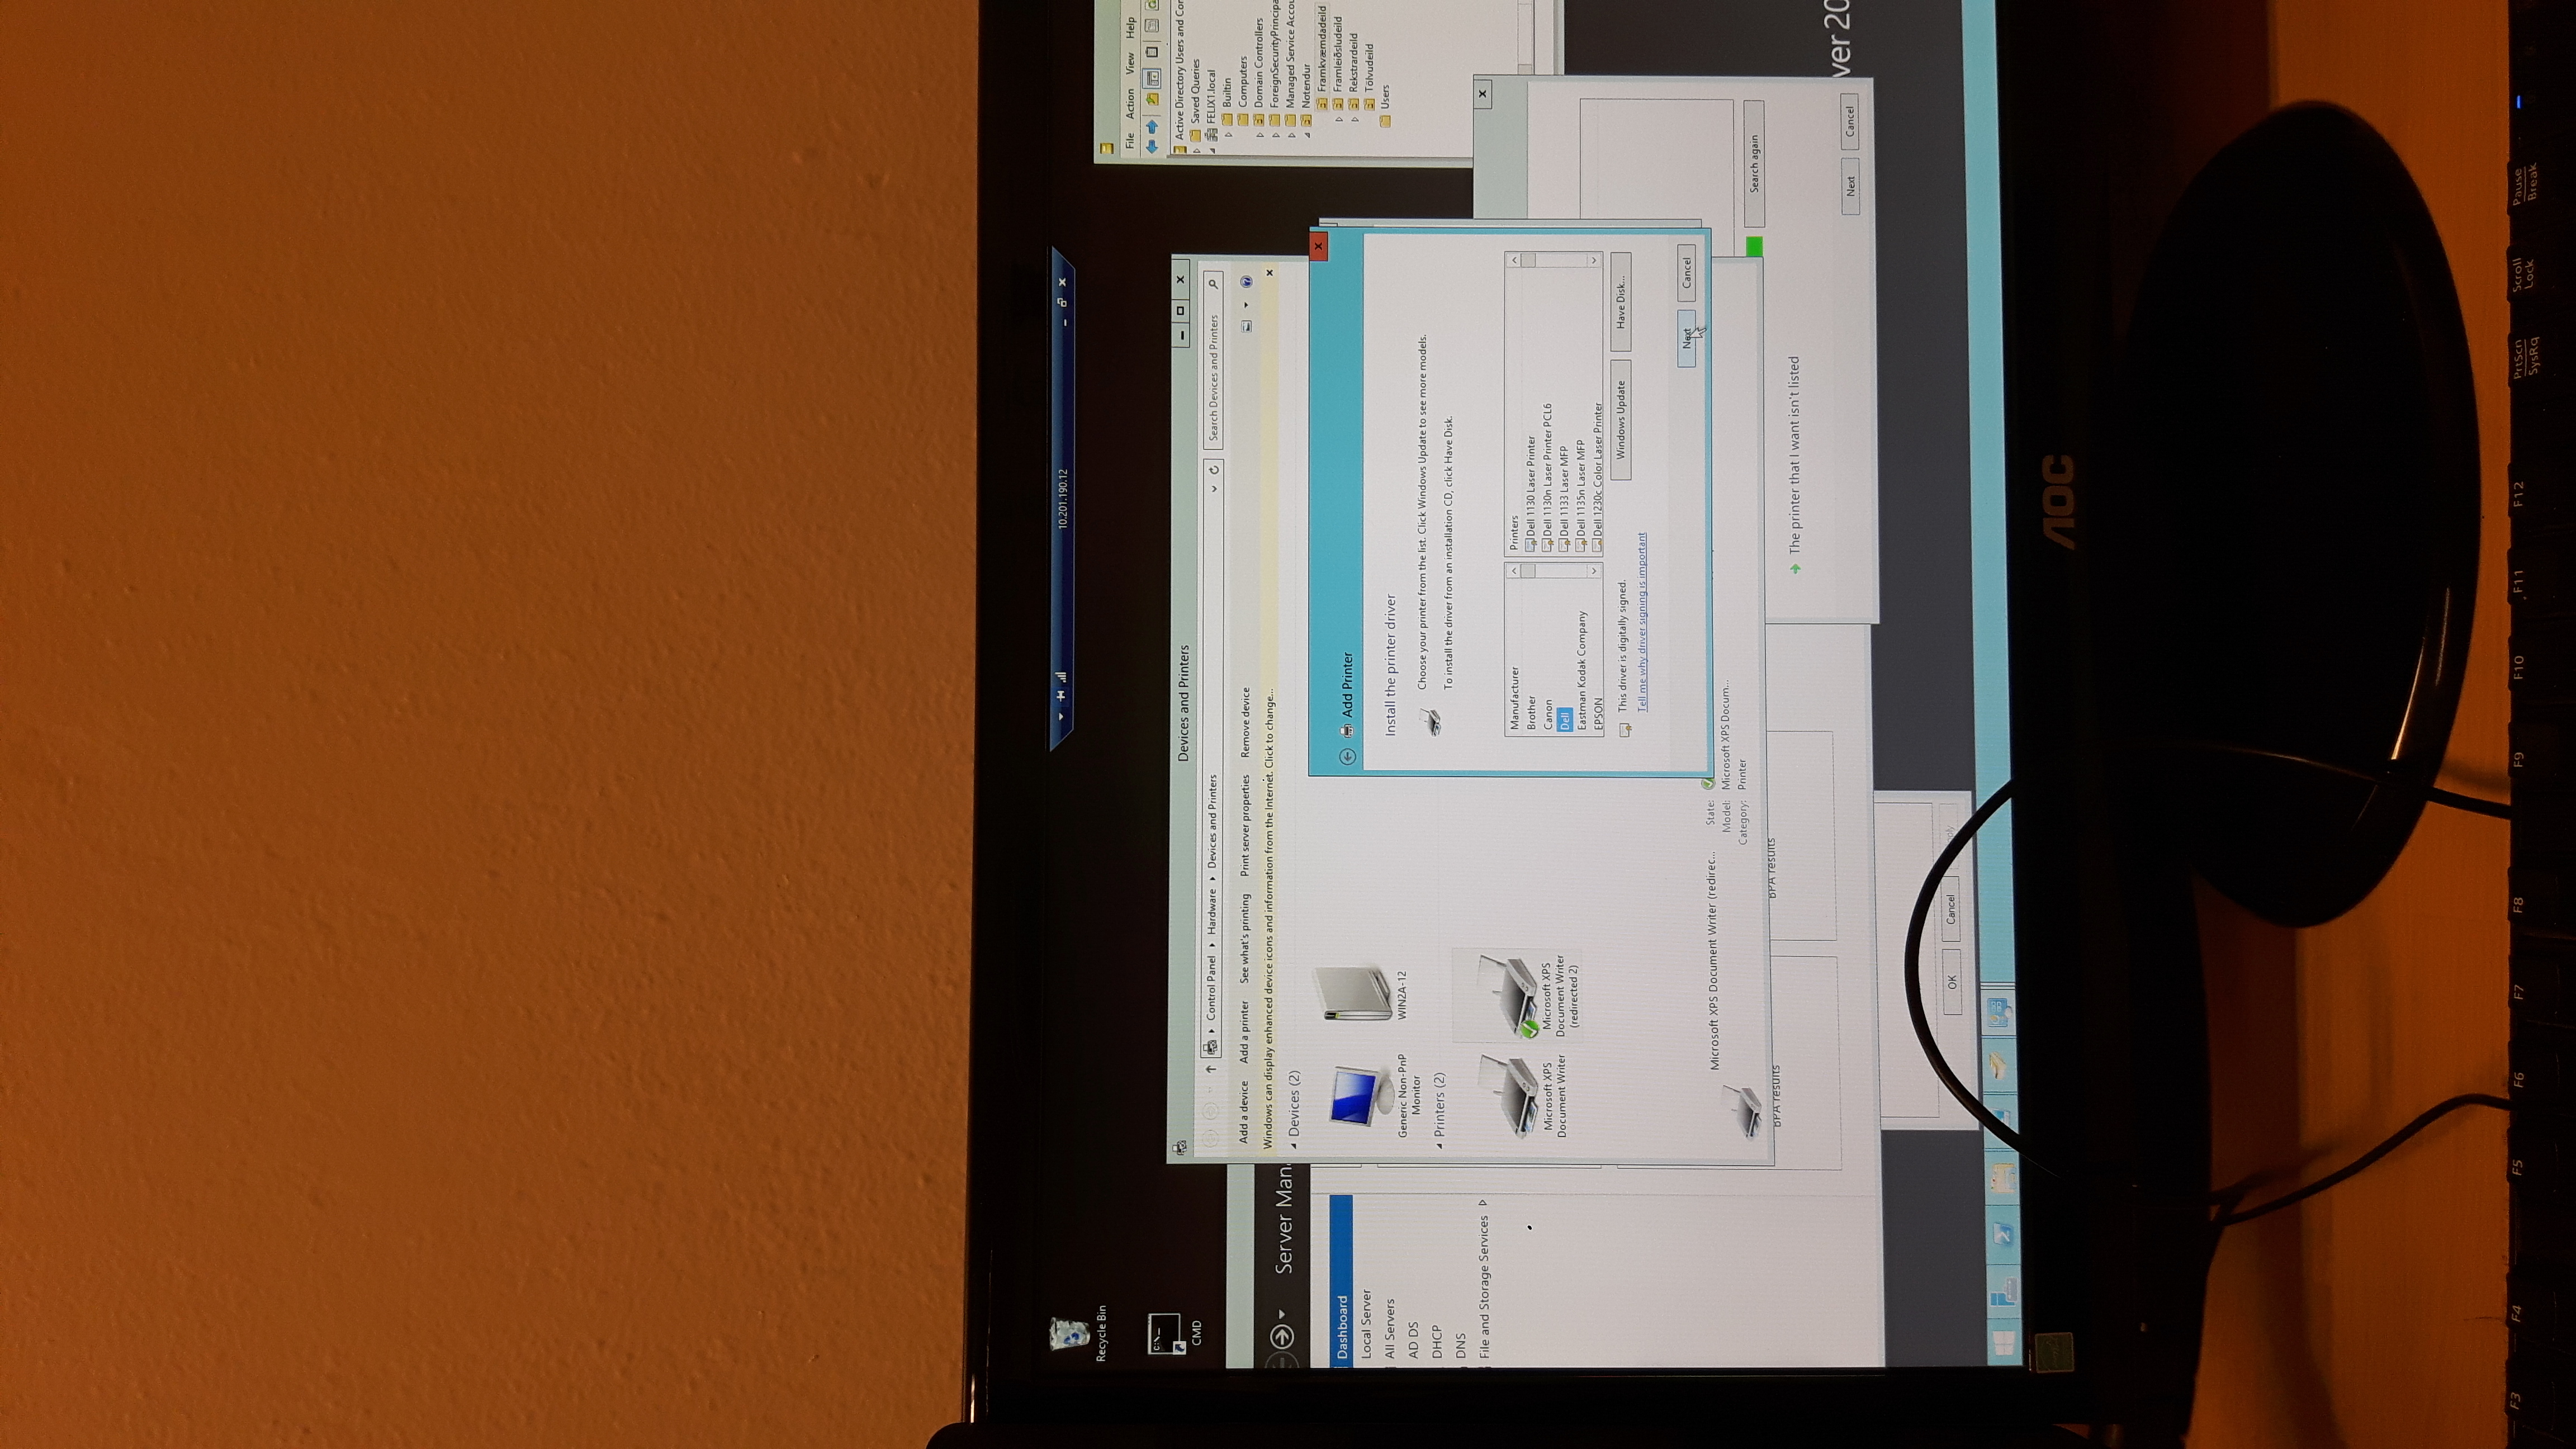 10.201.190.12
Recycle Bin
CMD
File Action View Help
Active Directory Users and
Saved Queries
FELIX1.local
Builtin
Computers
Domain Controllers
Managed Service
Notendur
Framkvæmdadeild
Framleiðsludeild
Rekstrardeild
Tölvudeild
Users
Devices and Printers
Control Panel Hardware Devices and Printers
Search Devices and Printers
Add a device Add a printer See what's printing Print server properties Remove device
Windows can display enhanced device icons and information from the Internet. Click to change...
Server
Dashboard
Local Server
All Servers
AD DS
DHCP
DNS
File and Storage Services
Devices (2)
Generic Non-PnP
Monitor
WIN2A-12
Printers (2)
Microsoft XPS
Document Writer
Microsoft XPS
Document Writer
(redirected 2)
Add Printer
Install the printer driver
Choose your printer from the list. Click Windows Update to see more models.
To install the driver from an installation CD, click Have Disk.
Manufacturer
Brother
Canon
Dell
Eastman Kodak Company
EPSON
Printers
Dell 1130 Laser Printer
Dell 1130n Laser Printer PCL6
Dell 1133 Laser MFP
Dell 1135n Laser MFP
Dell 1230c Color Laser Printer
This driver is digitally signed.
Tell me why driver signing is important
Windows Update
Have Disk...
Next
Cancel
Microsoft XPS Document Writer (redirec...
State:
Model: Microsoft XPS Docum...
Category: Printer
BPA results
BPA results
Search again
The printer that I want isn't listed
Next
Cancel
ver 20
OK
Cancel
AOC
F3 F4 F5 F6 F7 F8 F9 F10 F11 F12
PrtScn
SysRq
Scroll
Lock
Pause
Break